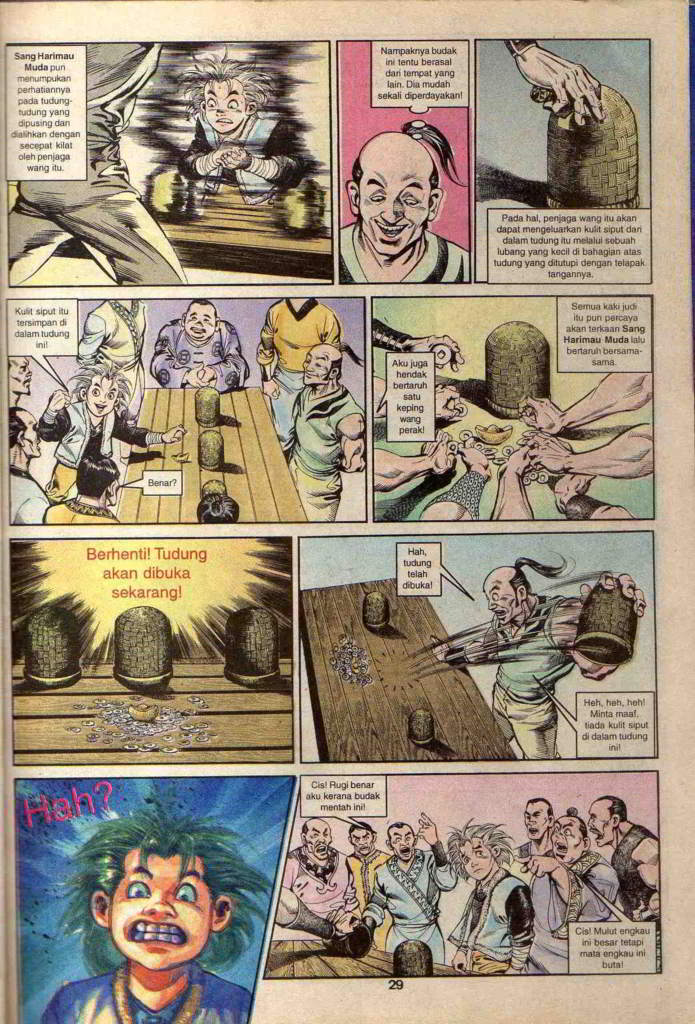 Sang Harimau
Muda pun
menumpukan
perhatiannya
pada tudung-
tudung yang
dipusing dan
dialihkan dengan
secepat kilat
oleh penjaga
wang itu.
Nampaknya budak
ini tentu berasal
dari tempat yang
lain. Dia mudah
sekali diperdayakan!
Pada hal, penjaga wang itu akan
dapat mengeluarkan kulit siput dari
dalam tudung itu melalui sebuah
lubang yang kecil di bahagian atas
tudung yang ditutupi dengan telapak
tangannya.
Kulit siput itu
tersimpan di
dalam tudung
ini!
Benar?
Semua kaki judi
itu pun percaya
akan terkaan Sang
Harimau Muda lalu
bertaruh bersama-
sama.
Aku juga
hendak
bertaruh
satu
keping
wang
perak!
Berhenti! Tudung
akan dibuka
sekarang!
Hah,
tudung
telah
dibuka!
Heh, heh, heh!
Minta maaf,
tiada kulit siput
di dalam tudung
ini!
Hah?
Cis! Rugi benar
aku kerana budak
mentah ini!
Cis! Mulut engkau
ini besar tetapi
mata engkau ini
buta!
29